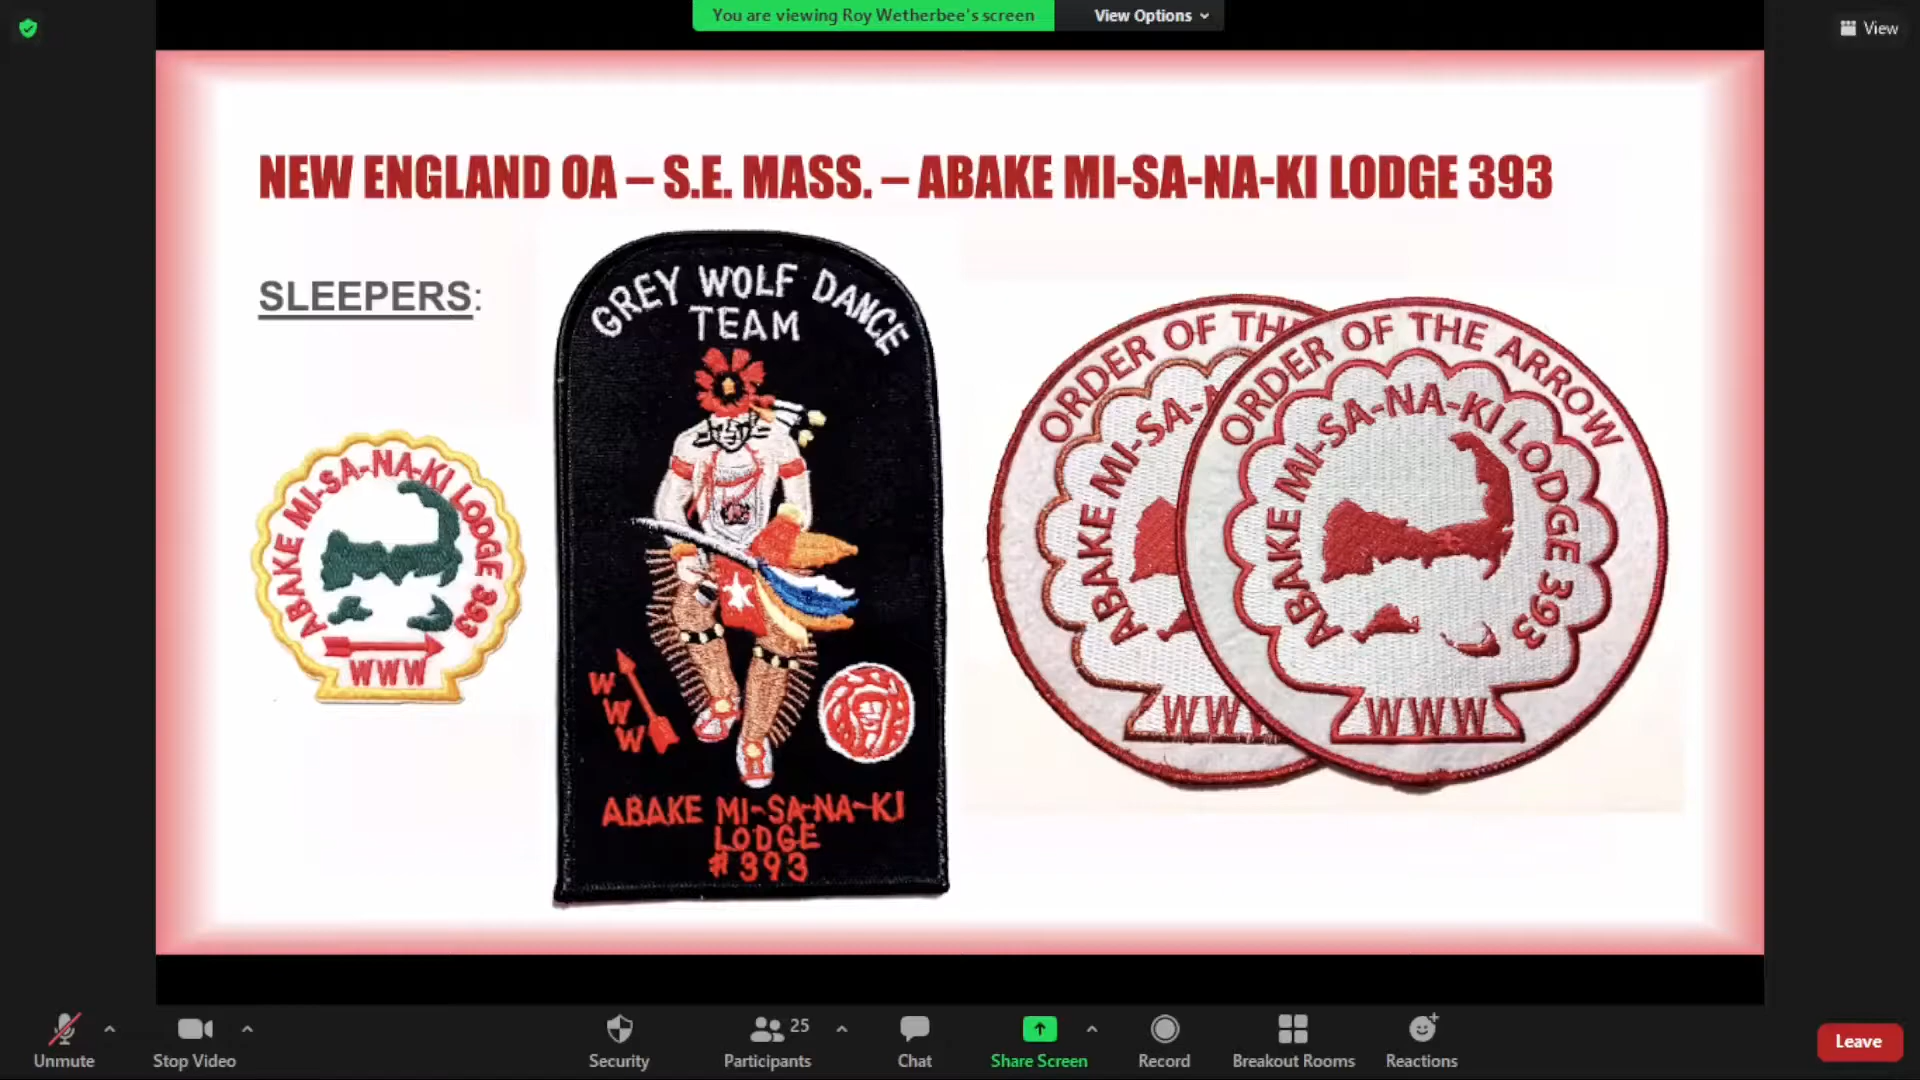 You are viewing Roy Wetherbee's screen
View Options
View
NEW ENGLAND OA – S.E. MASS. – ABAKE MI-SA-NA-KI LODGE 393
SLEEPERS:
ABAKE MI-SA-NA-KI LODGE 393
WWW
GREY WOLF DANCE
TEAM
W
W
W
ABAKE MI-SA-NA-KI
LODGE
#393
ORDER OF TH
ABAKE MI-SA-
WWW
ORDER OF THE ARROW
ABAKE MI-SA-NA-KI LODGE 393
WWW
Unmute
Stop Video
Security
25
Participants
Chat
Share Screen
Record
Breakout Rooms
Reactions
Leave